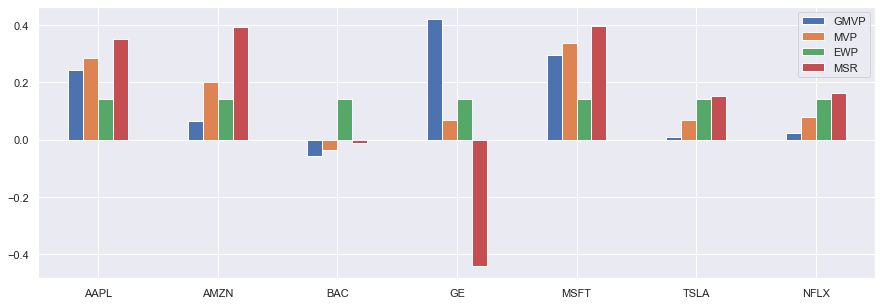 0.4
0.2
0.0
−0.2
−0.4
GMVP
MVP
EWP
MSR
AAPL AMZN BAC GE MSFT TSLA NFLX